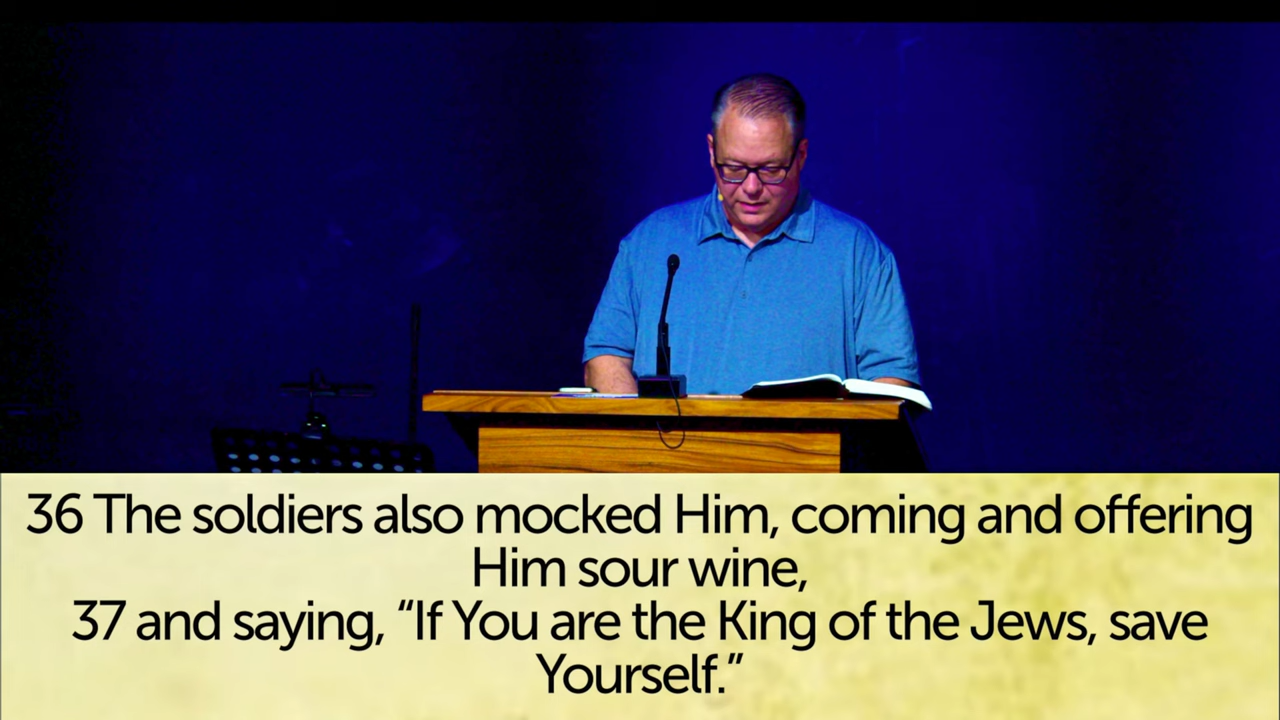 36 The soldiers also mocked Him, coming and offering
Him sour wine,
37 and saying, “If You are the King of the Jews, save
Yourself.”